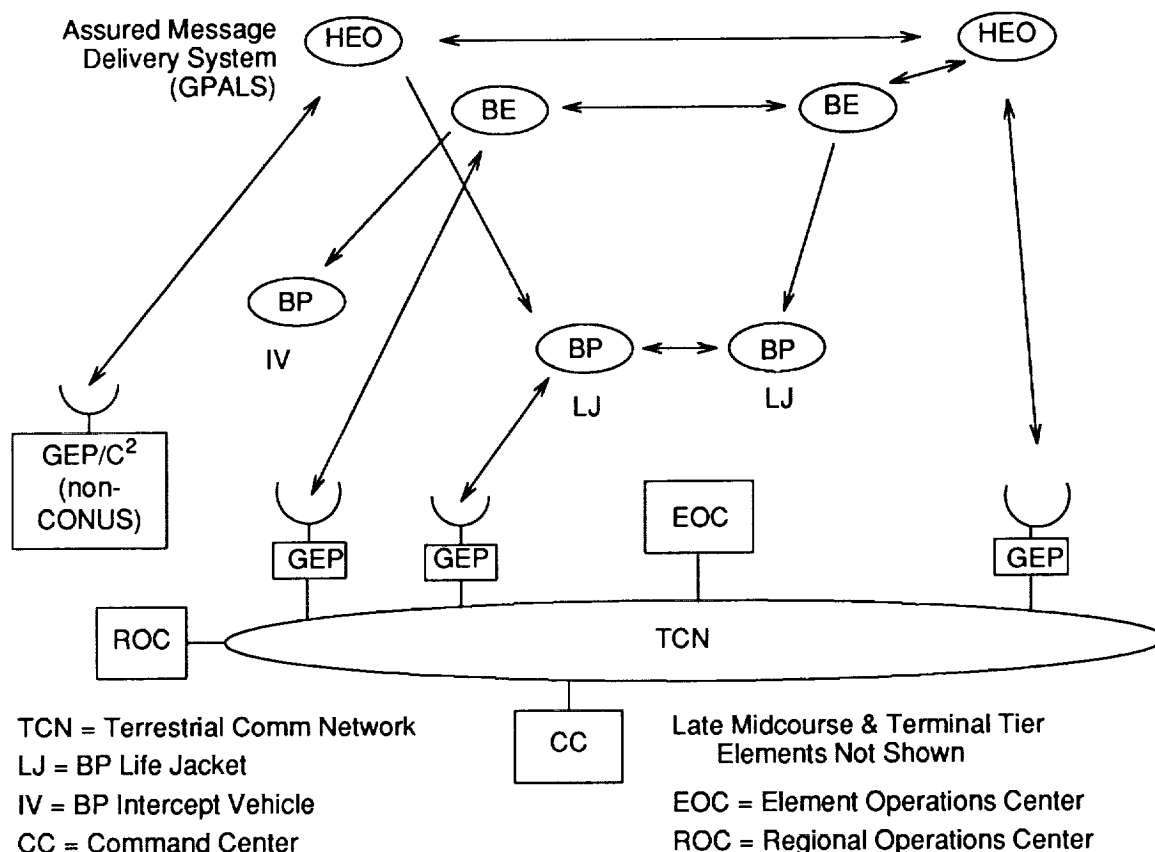 Assured Message
Delivery System
(GPALS)
HEO
HEO
BE
BE
BP
IV
BP
LJ
BP
LJ
GEP/C²
(non-
CONUS)
GEP
GEP
EOC
GEP
ROC
TCN
CC
TCN = Terrestrial Comm Network
LJ = BP Life Jacket
IV = BP Intercept Vehicle
CC = Command Center
Late Midcourse & Terminal Tier
Elements Not Shown
EOC = Element Operations Center
ROC = Regional Operations Center